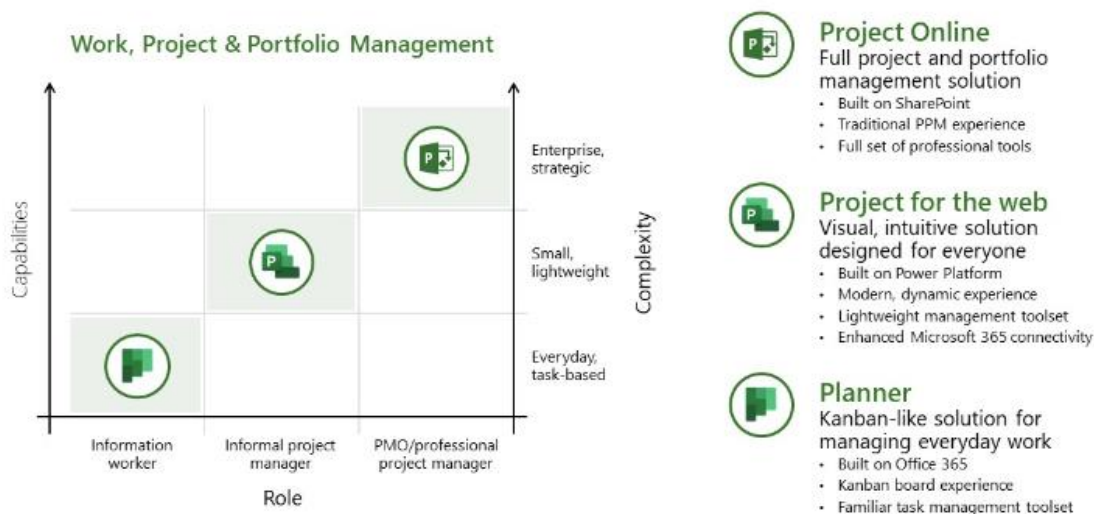 Work, Project & Portfolio Management
Capabilities
Enterprise,
strategic
Small,
lightweight
Everyday,
task-based
Complexity
Information
worker
Informal project
manager
PMO/professional
project manager
Role
P
P
Project Online
Full project and portfolio
management solution
• Built on SharePoint
• Traditional PPM experience
• Full set of professional tools
Project for the web
Visual, intuitive solution
designed for everyone
• Built on Power Platform
• Modern, dynamic experience
• Lightweight management toolset
• Enhanced Microsoft 365 connectivity
Planner
Kanban-like solution for
managing everyday work
• Built on Office 365
• Kanban board experience
• Familiar task management toolset
P
P